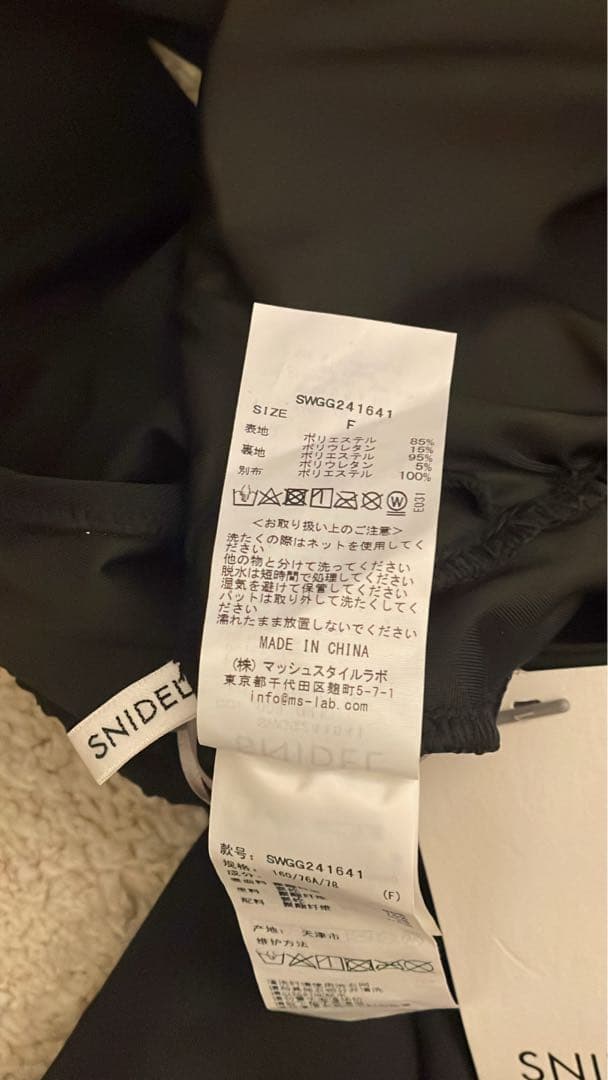 SWGG241641
SIZE F
表地 ポリエステル 85%
ポリウレタン 15%
裏地 ポリエステル 95%
ポリウレタン 5%
別布 ポリエステル 100%
W
E031
<お取り扱い上のご注意>
洗たくの際はネットを使用してく
ださい
他の物と分けて洗ってください
脱水は短時間で処理してください
湿気を避けて保管してください
パットは取り外して洗たくしてく
ださい
濡れたまま放置しないでください
MADE IN CHINA
(株)マッシュスタイルラボ
東京都千代田区麹町5-7-1
info@ms-lab.com
SNIDEL
款号: SWGG241641
规格: 160/76A/7R (F)
成分:
里料
配料
产地: 天津市
维护方法
SNI